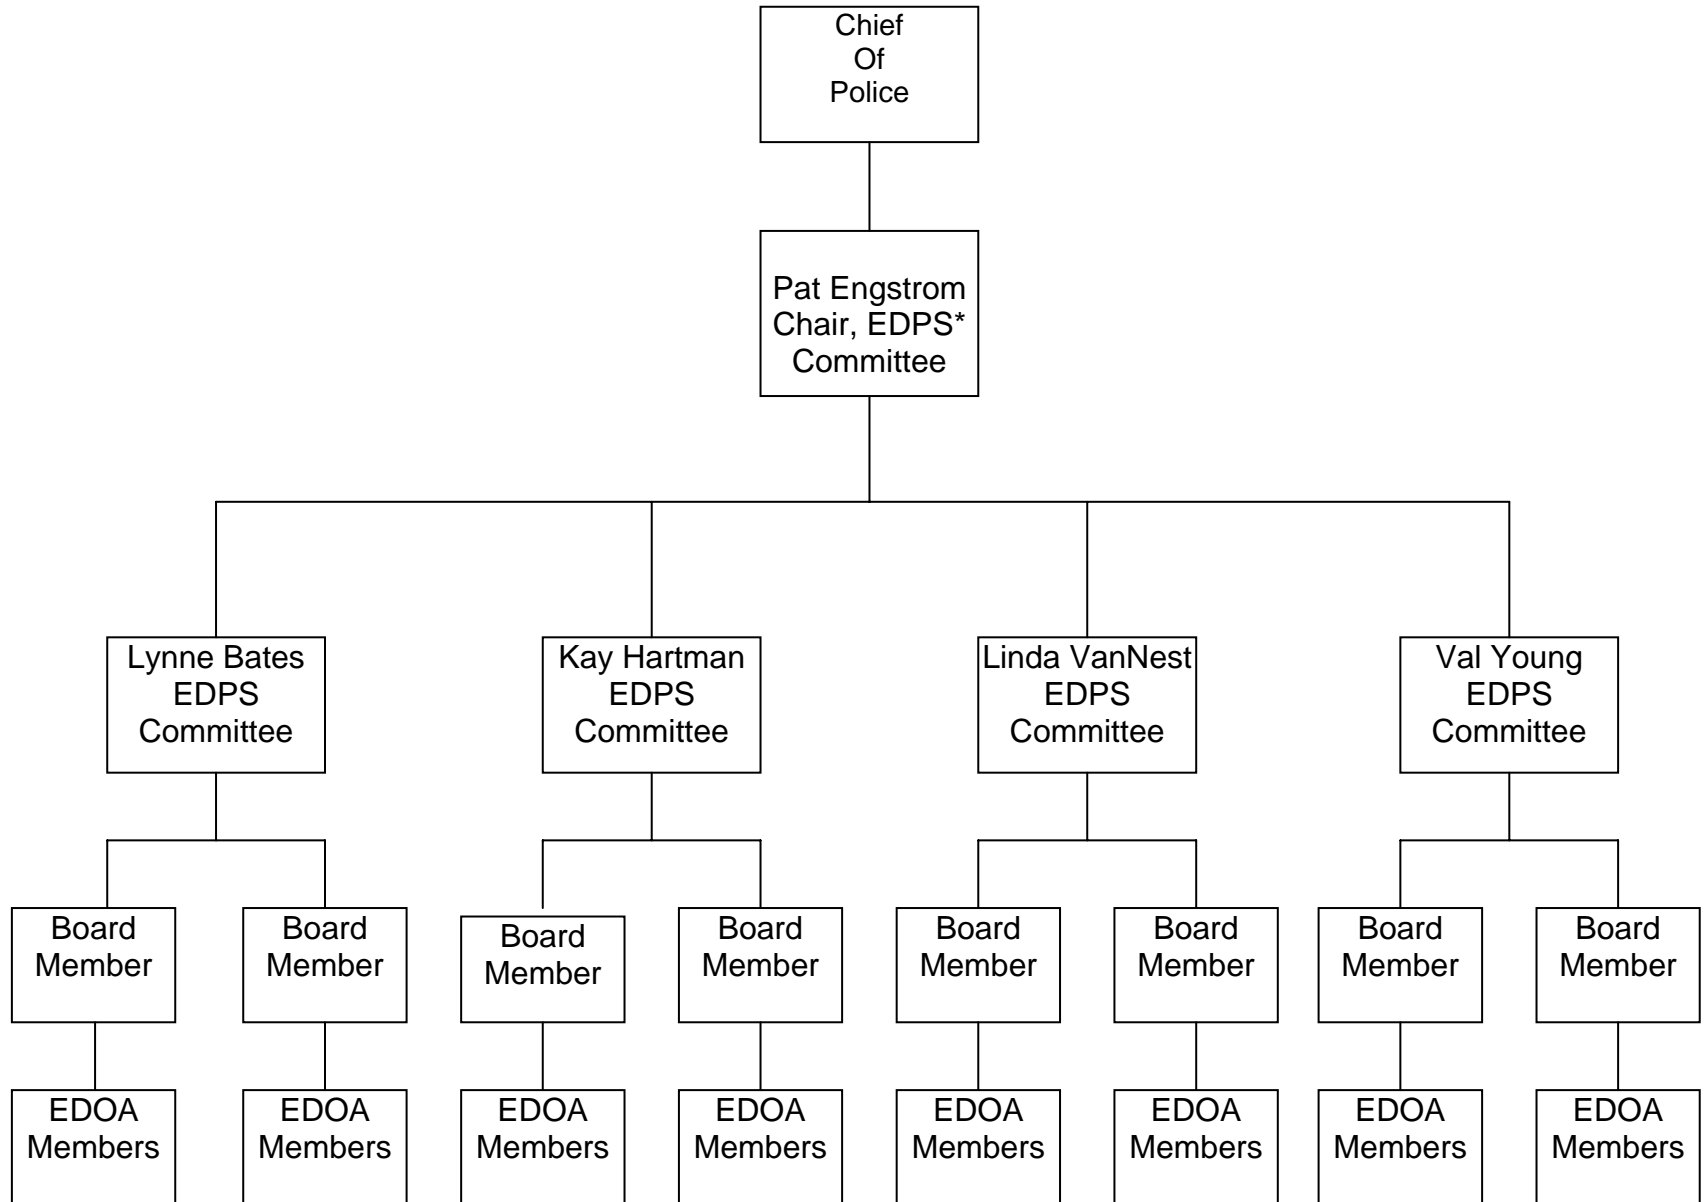 Chief
Of
Police
Pat Engstrom
Chair, EDPS*
Committee
Lynne Bates
EDPS
Committee
Kay Hartman
EDPS
Committee
Linda VanNest
EDPS
Committee
Val Young
EDPS
Committee
Board
Member
Board
Member
Board
Member
Board
Member
Board
Member
Board
Member
Board
Member
Board
Member
EDOA
Members
EDOA
Members
EDOA
Members
EDOA
Members
EDOA
Members
EDOA
Members
EDOA
Members
EDOA
Members